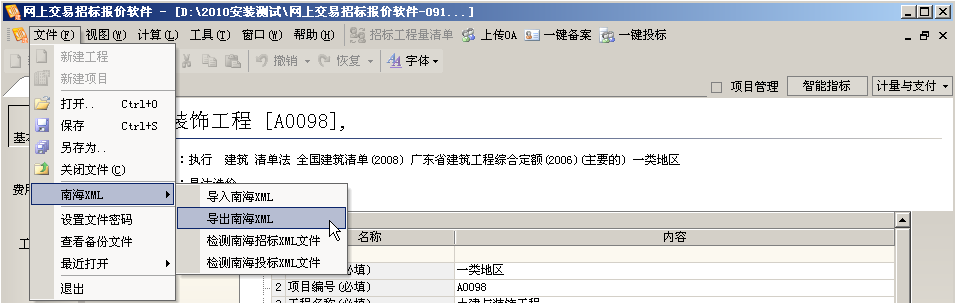 网上交易招标报价软件 - [D:\2010安装测试\网上交易招标报价软件-091...]
文件(F) 视图(W) 计算(L) 工具(T) 窗口(W) 帮助(H) 招标工程量清单 上传OA 一键备案 一键投标
新建工程 撤销 恢复 字体
新建项目
项目管理 智能指标 计量与支付
打开.. Ctrl+O
保存 Ctrl+S
装饰工程 [A0098],
另存为..
关闭文件(C)
：执行 建筑 清单法 全国建筑清单(2008) 广东省建筑工程综合定额(2006)(主要的) 一类地区
南海XML
导入南海XML
设置文件密码
导出南海XML
查看备份文件
检测南海招标XML文件
名称 内容
最近打开
检测南海投标XML文件
必填) 一类地区
退出
2 项目编号(必填) A0098
3 工程名称(必填) 土建与装饰工程